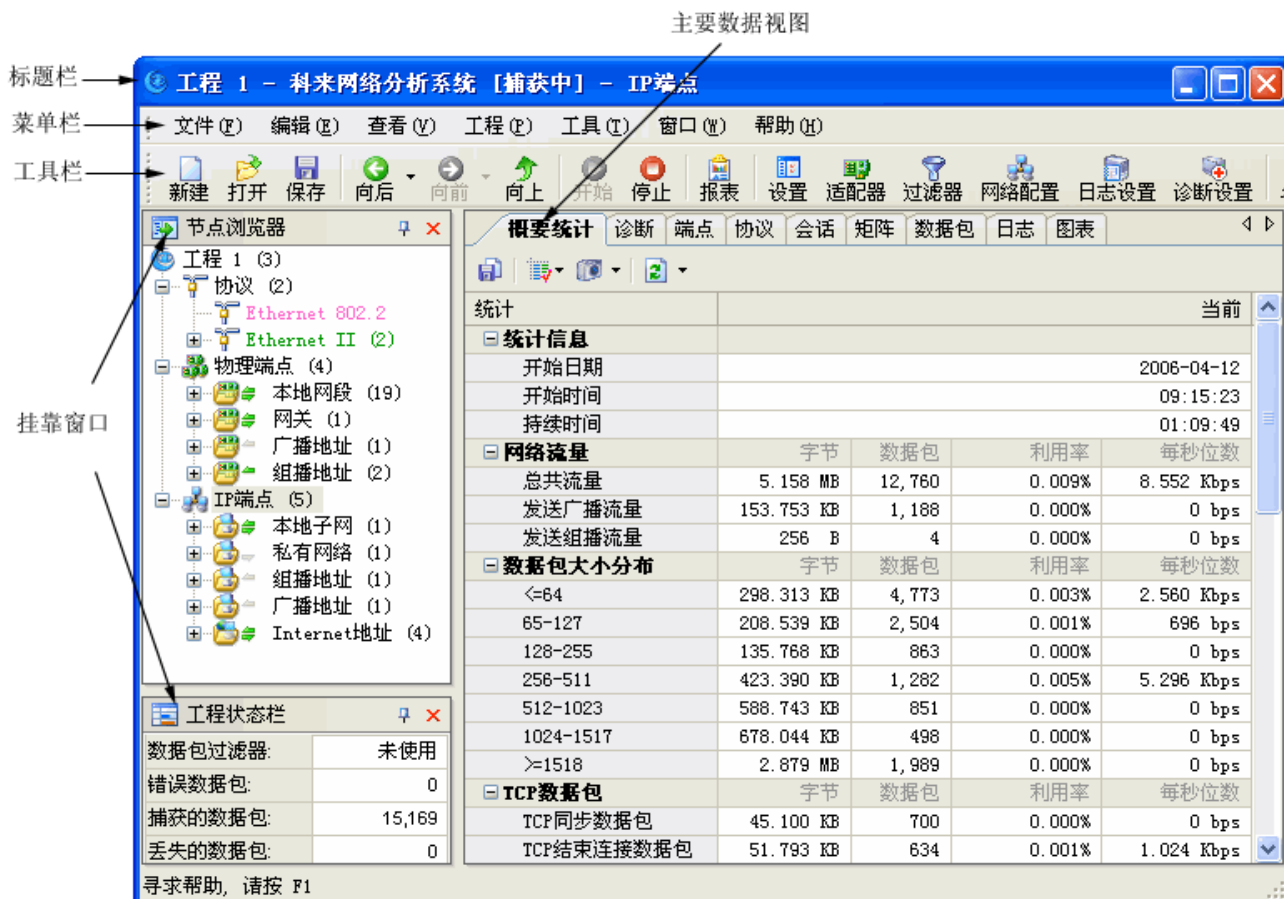 主要数据视图
标题栏
工程 1 - 科来网络分析系统 [捕获中] - IP端点
菜单栏
文件(F) 编辑(E) 查看(V) 工程(P) 工具(T) 窗口(W) 帮助(H)
工具栏
新建 打开 保存 向后 向前 向上 开始 停止 报表 设置 适配器 过滤器 网络配置 日志设置 诊断设置
节点浏览器
概要统计 诊断 端点 协议 会话 矩阵 数据包 日志 图表
工程 1 (3)
协议 (2)
Ethernet 802.2
Ethernet II (2)
物理端点 (4)
本地网段 (19)
网关 (1)
广播地址 (1)
组播地址 (2)
IP端点 (5)
本地子网 (1)
私有网络 (1)
组播地址 (1)
广播地址 (1)
Internet地址 (4)
挂靠窗口
工程状态栏
数据包过滤器: 未使用
错误数据包: 0
捕获的数据包: 15,169
丢失的数据包: 0
统计 当前
统计信息
开始日期 2006-04-12
开始时间 09:15:23
持续时间 01:09:49
网络流量 字节 数据包 利用率 每秒位数
总共流量 5.158 MB 12,760 0.009% 8.552 Kbps
发送广播流量 153.753 KB 1,188 0.000% 0 bps
发送组播流量 256 B 4 0.000% 0 bps
数据包大小分布 字节 数据包 利用率 每秒位数
<=64 298.313 KB 4,773 0.003% 2.560 Kbps
65-127 208.539 KB 2,504 0.001% 696 bps
128-255 135.768 KB 863 0.000% 0 bps
256-511 423.390 KB 1,282 0.005% 5.296 Kbps
512-1023 588.743 KB 851 0.000% 0 bps
1024-1517 678.044 KB 498 0.000% 0 bps
>=1518 2.879 MB 1,989 0.000% 0 bps
TCP数据包 字节 数据包 利用率 每秒位数
TCP同步数据包 45.100 KB 700 0.000% 0 bps
TCP结束连接数据包 51.793 KB 634 0.001% 1.024 Kbps
寻求帮助, 请按 F1